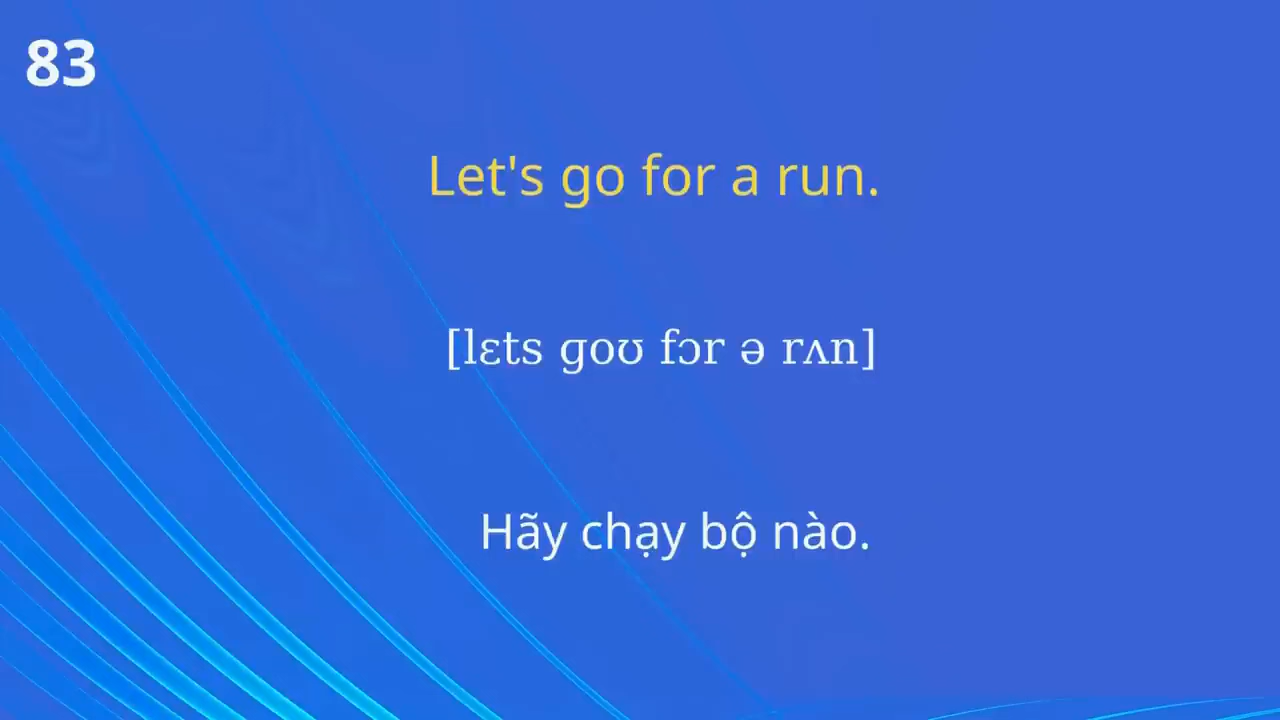 83
Let's go for a run.
[lɛts ɡoʊ fɔr ə rʌn]
Hãy chạy bộ nào.